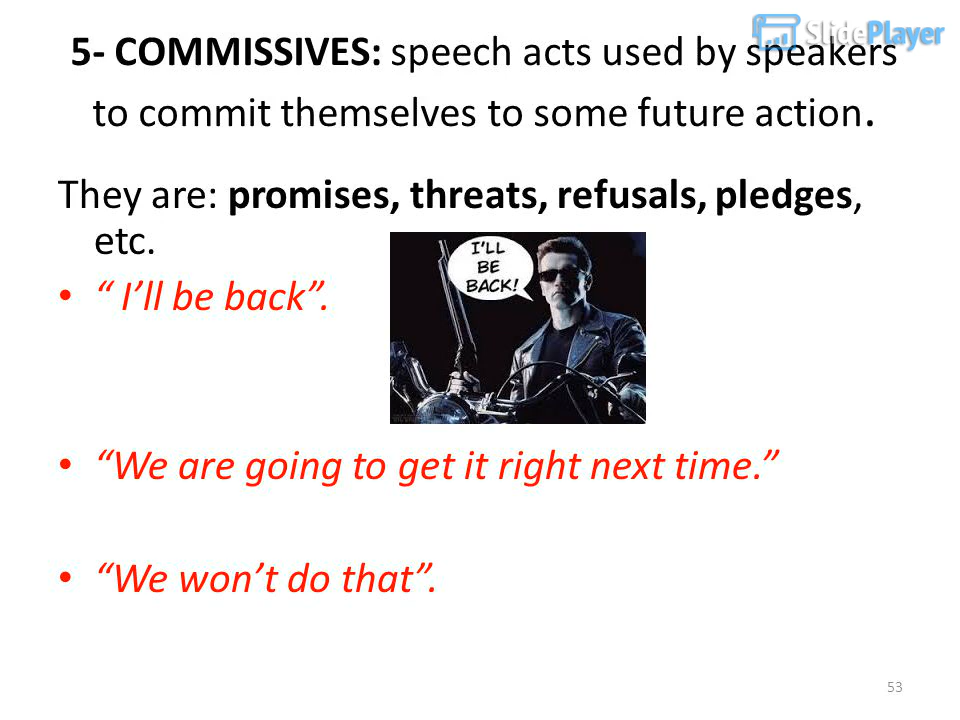 SlidePlayer
5- COMMISSIVES: speech acts used by speakers
to commit themselves to some future action.
They are: promises, threats, refusals, pledges,
etc.
I'LL
BE
BACK!
• “ I’ll be back”.
• “We are going to get it right next time.”
• “We won’t do that”.
53